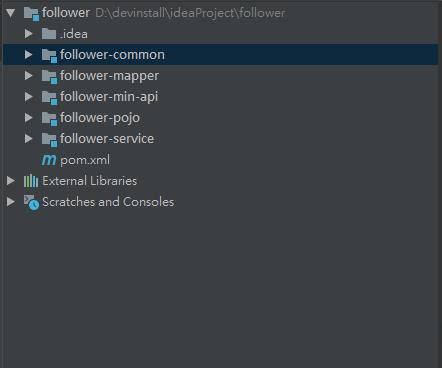 follower D:\devinstall\ideaProject\follower
.idea
follower-common
follower-mapper
follower-min-api
follower-pojo
follower-service
pom.xml
External Libraries
Scratches and Consoles